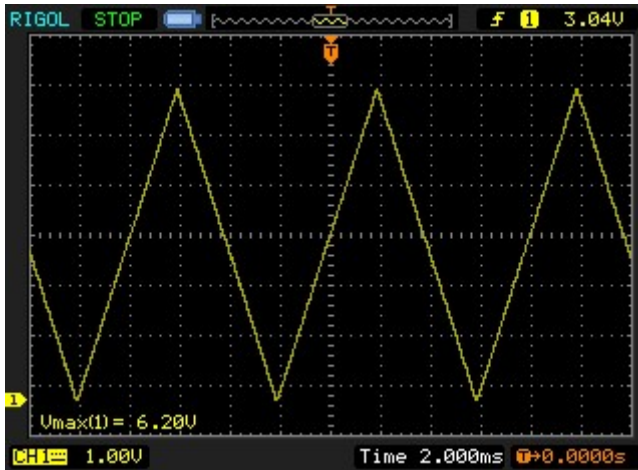 RIGOL STOP T 1 3.04V
T
1
Vmax(1)= 6.20V
CH1 1.00V Time 2.000ms T→0.0000s